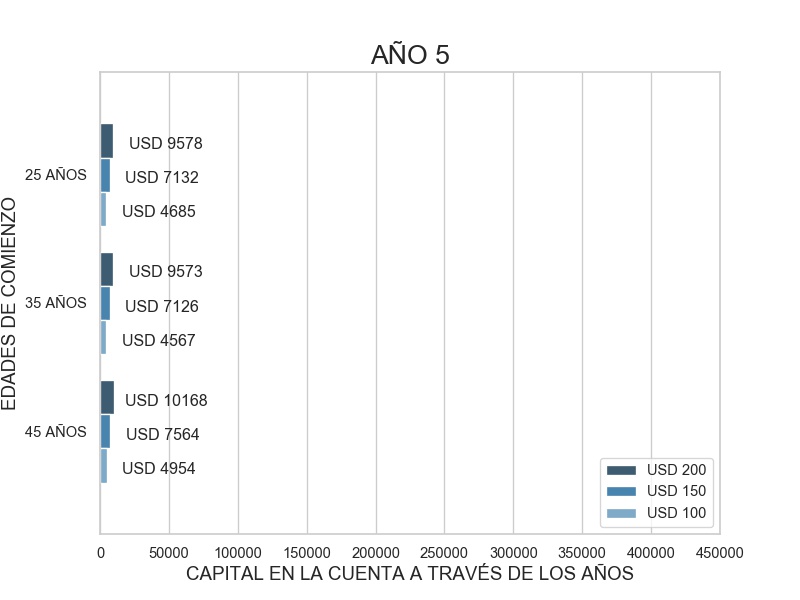 AÑO 5
USD 9578
25 AÑOS
USD 7132
USD 4685
USD 9573
35 AÑOS
USD 7126
USD 4567
USD 10168
45 AÑOS
USD 7564
USD 4954
EDADES DE COMIENZO
USD 200
USD 150
USD 100
0 50000 100000 150000 200000 250000 300000 350000 400000 450000
CAPITAL EN LA CUENTA A TRAVÉS DE LOS AÑOS